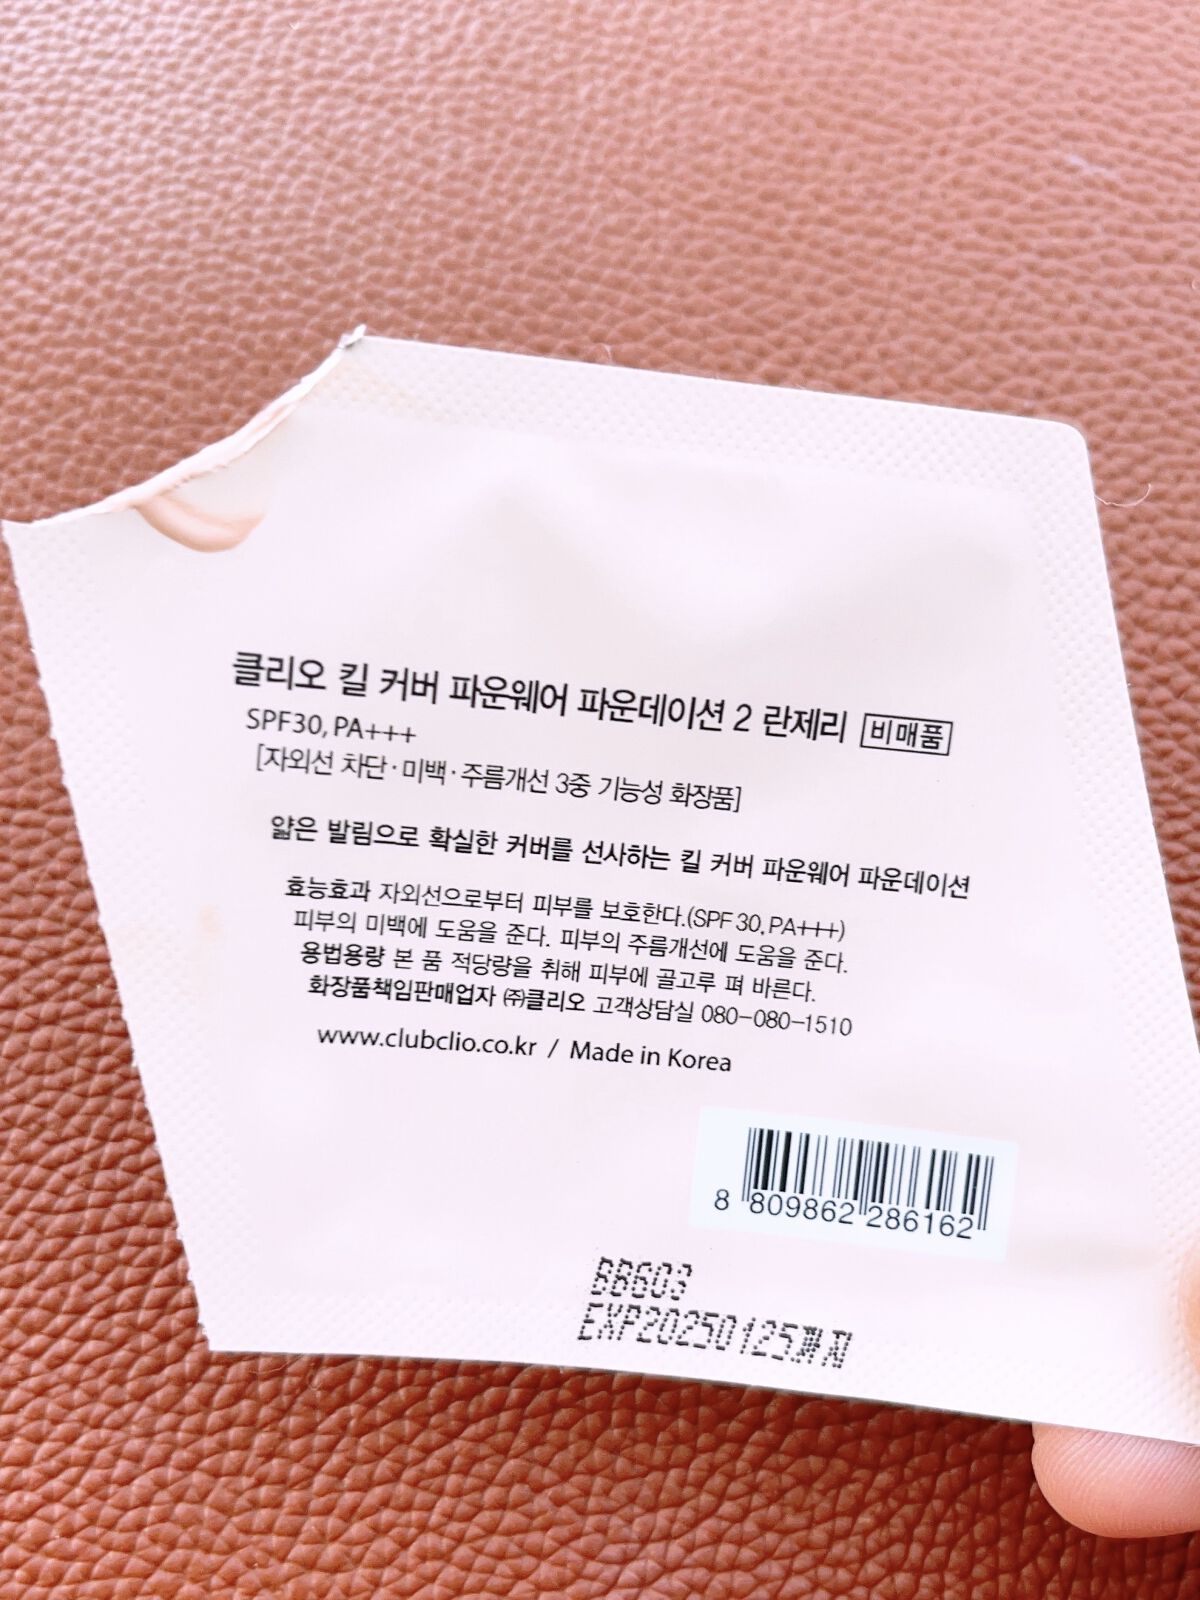 클리오 킬 커버 파운웨어 파운데이션 2 란제리 비매품
SPF30, PA+++
[자외선 차단·미백·주름개선 3중 기능성 화장품]
얇은 발림으로 확실한 커버를 선사하는 킬 커버 파운웨어 파운데이션
효능효과 자외선으로부터 피부를 보호한다.(SPF 30, PA+++)
피부의 미백에 도움을 준다. 피부의 주름개선에 도움을 준다.
용법용량 본 품 적당량을 취해 피부에 골고루 펴 바른다.
화장품책임판매업자 ㈜클리오 고객상담실 080-080-1510
www.clubclio.co.kr / Made in Korea
8 809862 286162
BB603
EXP20250125까지